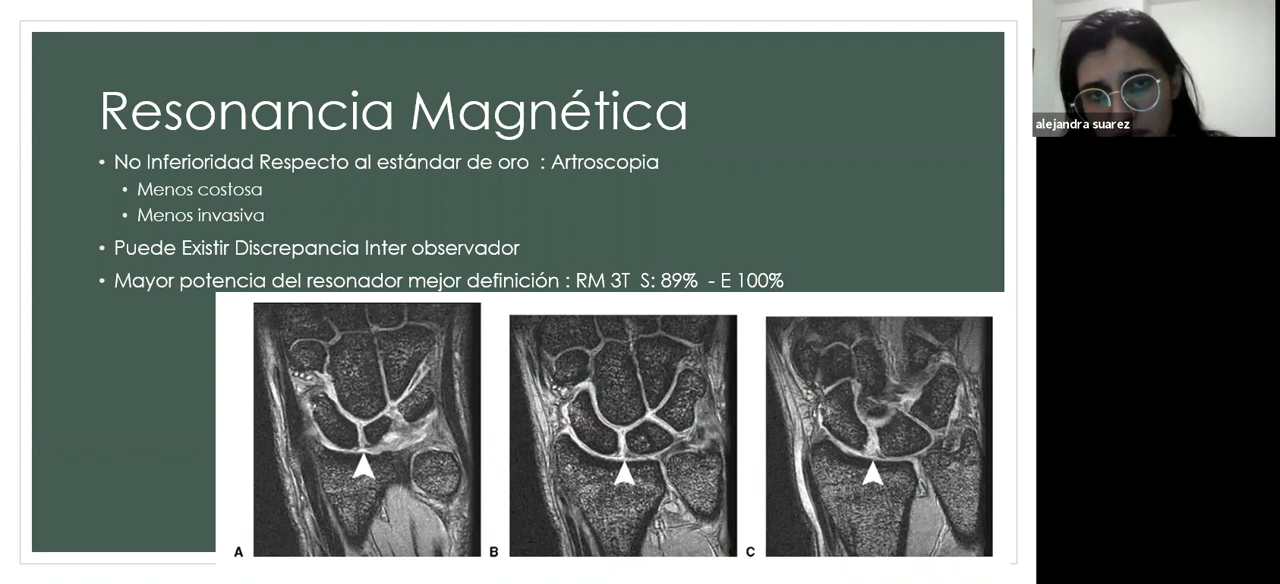 Resonancia Magnética
• No Inferioridad Respecto al estándar de oro : Artroscopia
• Menos costosa
• Menos invasiva
• Puede Existir Discrepancia Inter observador
• Mayor potencia del resonador mejor definición : RM 3T S: 89% - E 100%
A
B
C
alejandra suarez